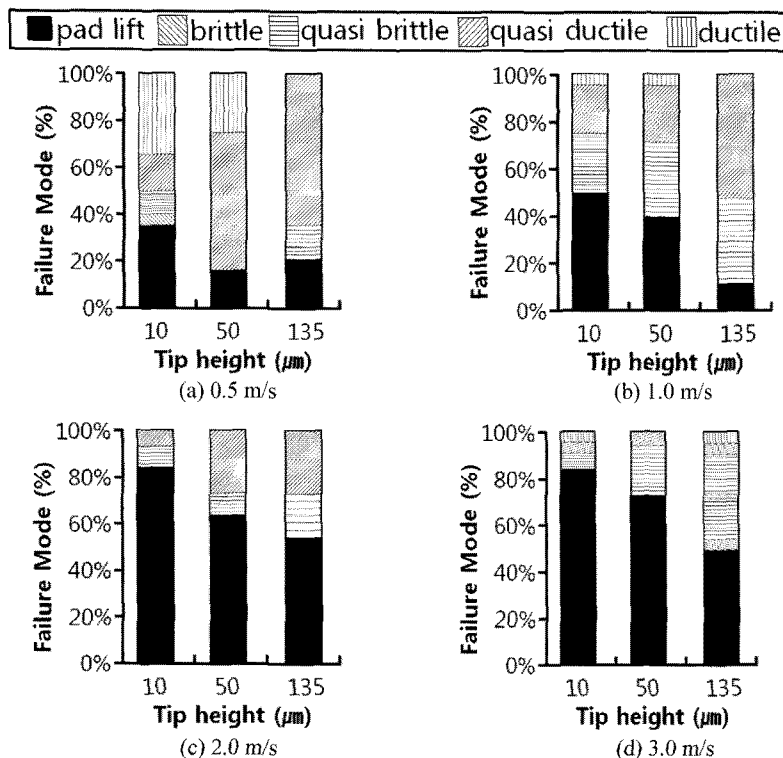 pad lift brittle quasi brittle quasi ductile ductile
100%
80%
60%
40%
20%
0%
Failure Mode (%)
10 50 135
Tip height (㎛)
(a) 0.5 m/s
100%
80%
60%
40%
20%
0%
Failure Mode (%)
10 50 135
Tip height (㎛)
(b) 1.0 m/s
100%
80%
60%
40%
20%
0%
Failure Mode (%)
10 50 135
Tip height (㎛)
(c) 2.0 m/s
100%
80%
60%
40%
20%
0%
Failure Mode (%)
10 50 135
Tip height (㎛)
(d) 3.0 m/s